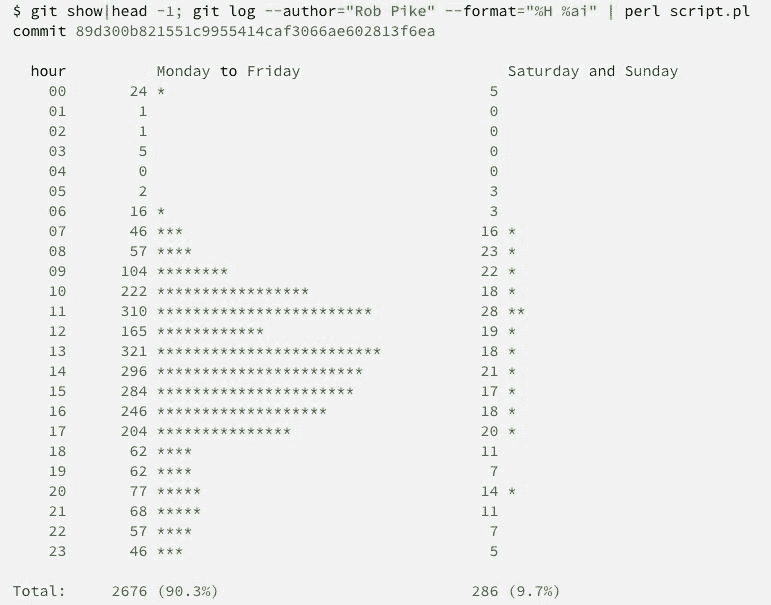 $ git show|head -1; git log --author="Rob Pike" --format="%H %ai" | perl script.pl
commit 89d300b821551c9955414caf3066ae602813f6ea
hour Monday to Friday Saturday and Sunday
00 24 * 5
01 1 0
02 1 0
03 5 0
04 0 0
05 2 3
06 16 * 3
07 46 *** 16 *
08 57 **** 23 *
09 104 ******** 22 *
10 222 ***************** 18 *
11 310 ************************ 28 **
12 165 ************ 19 *
13 321 ************************* 18 *
14 296 *********************** 21 *
15 284 ********************** 17 *
16 246 ******************* 18 *
17 204 *************** 20 *
18 62 **** 11
19 62 **** 7
20 77 ***** 14 *
21 68 ***** 11
22 57 **** 7
23 46 *** 5
Total: 2676 (90.3%) 286 (9.7%)